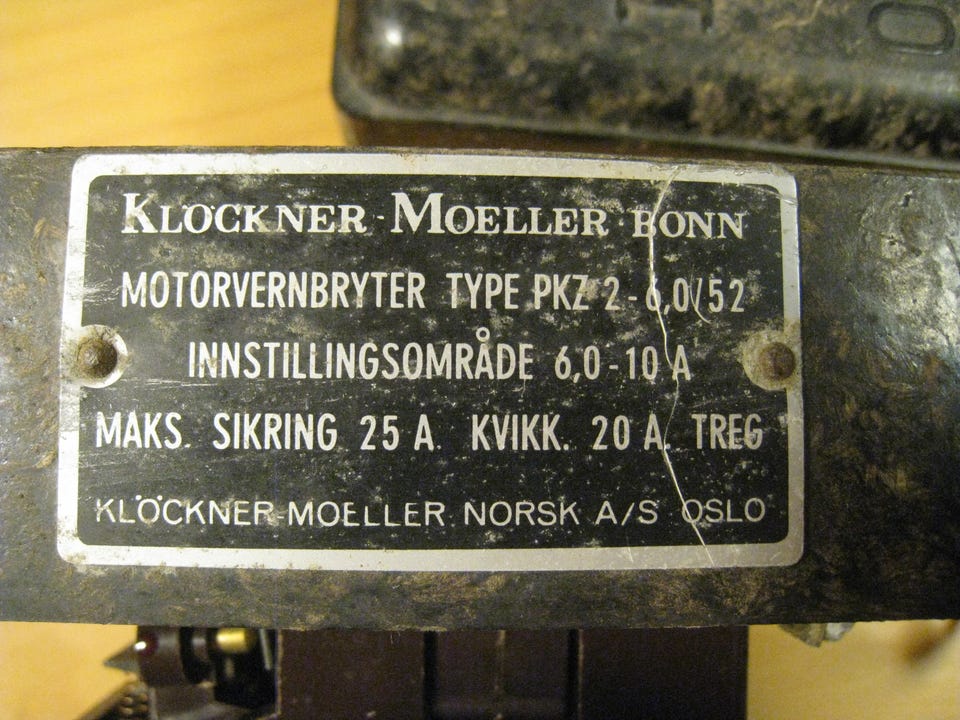 KLÖCKNER-MOELLER BONN
MOTORVERNBRYTER TYPE PKZ 2-6,0/52
INNSTILLINGSOMRÅDE 6,0-10 A
MAKS. SIKRING 25 A. KVIKK. 20 A. TREG
KLÖCKNER-MOELLER NORSK A/S OSLO